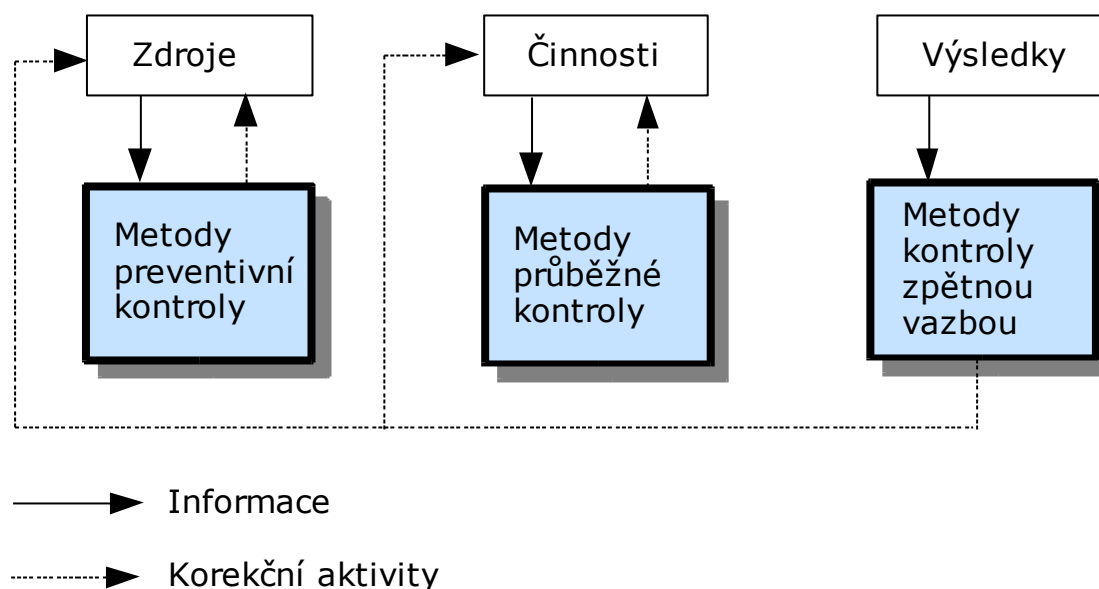 Zdroje
Činnosti
Výsledky
Metody
preventivní
kontroly
Metody
průběžné
kontroly
Metody
kontroly
zpětnou
vazbou
Informace
Korekční aktivity